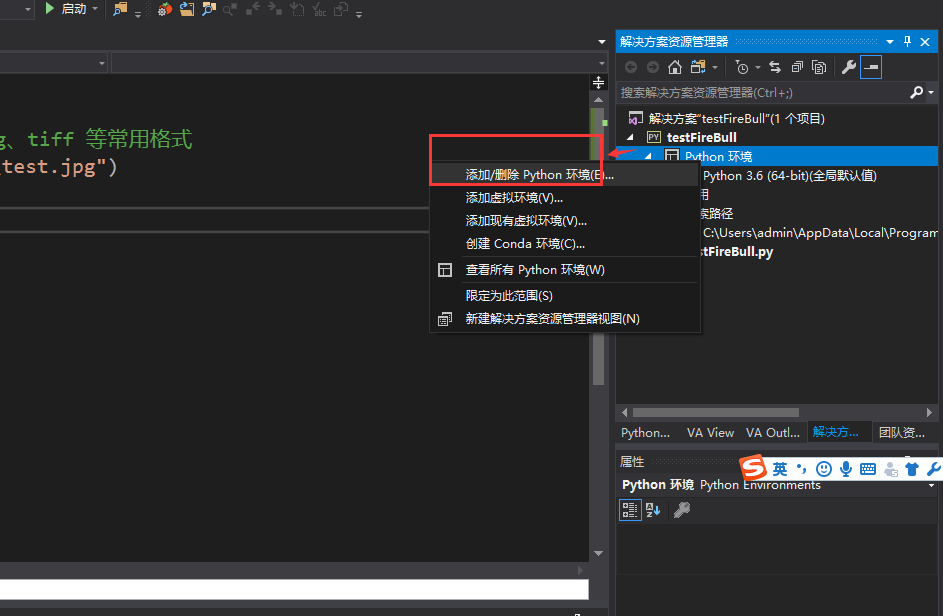 启动
解决方案资源管理器
搜索解决方案资源管理器(Ctrl+;)
解决方案"testFireBull"(1 个项目)
PY testFireBull
Python 环境
Python 3.6 (64-bit)(全局默认值)
用
索路径
C:\Users\admin\AppData\Local\Program
stFireBull.py
g、tiff 等常用格式
test.jpg")
添加/删除 Python 环境(E)...
添加虚拟环境(V)...
添加现有虚拟环境(V)...
创建 Conda 环境(C)...
查看所有 Python 环境(W)
限定为此范围(S)
新建解决方案资源管理器视图(N)
Python... VA View VA Outl... 解决方... 团队资...
属性
S 英
Python 环境 Python Environments